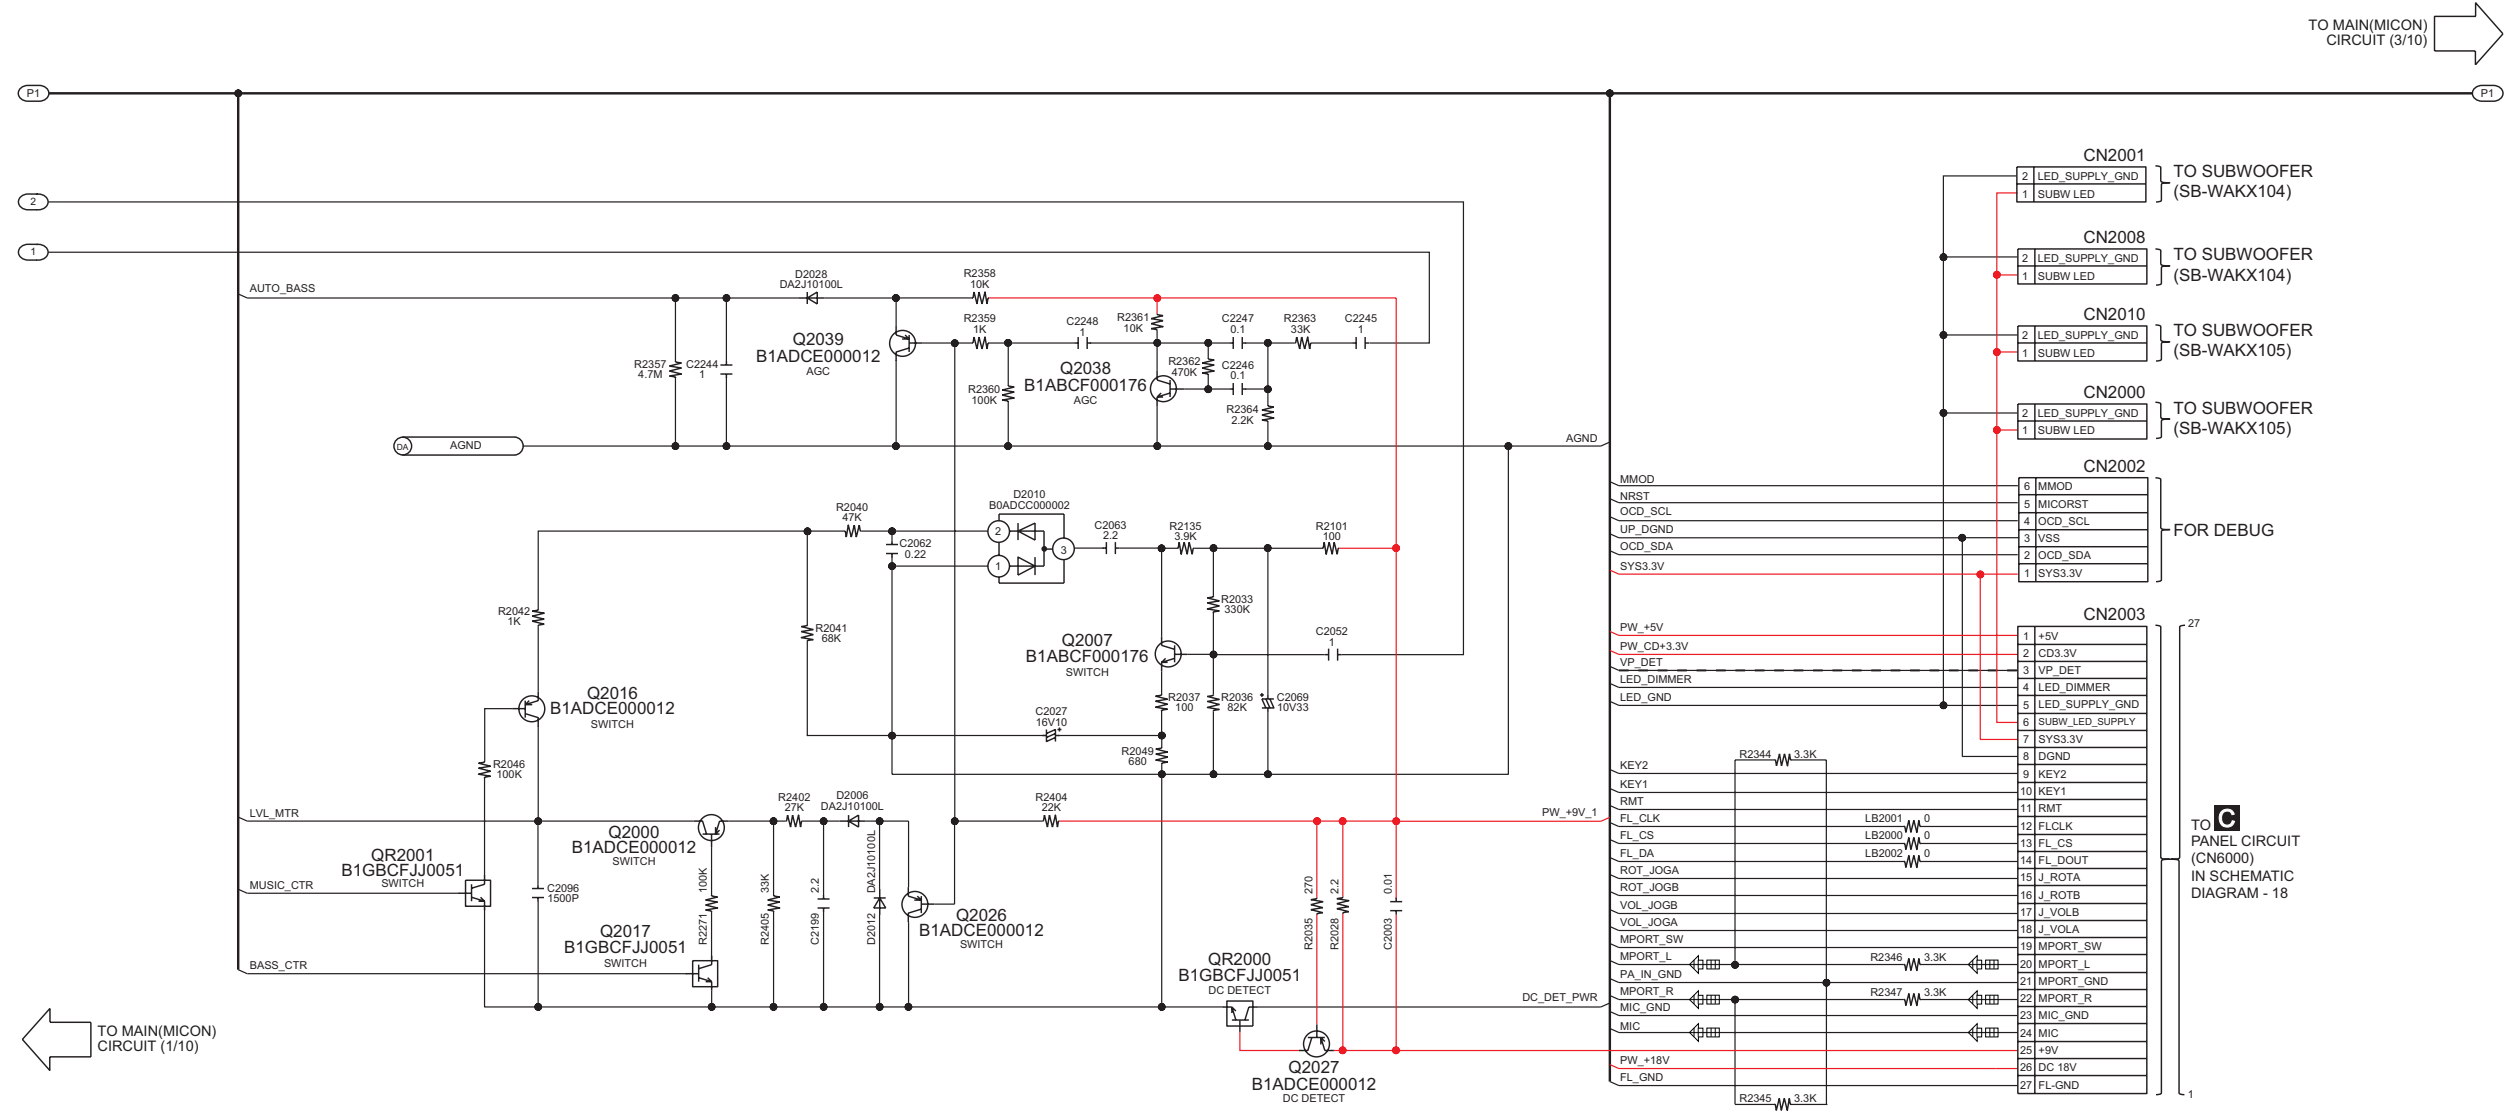 TO MAIN(MICON)
CIRCUIT (3/10)
P1
P1
2
1
AUTO_BASS
D2028
DA2J10100L
R2358
10K
R2359
1K
C2248
1
R2361
10K
C2247
0.1
R2363
33K
C2245
1
Q2039
B1ADCE000012
AGC
R2357
4.7M
C2244
1
R2360
100K
Q2038
B1ABCF000176
AGC
R2362
470K
C2246
0.1
R2364
2.2K
DA
AGND
AGND
R2040
47K
D2010
B0ADCC000002
2
1
3
C2062
0.22
C2063
2.2
R2135
3.9K
R2101
100
R2042
1K
R2041
68K
R2033
330K
Q2007
B1ABCF000176
SWITCH
C2052
1
Q2016
B1ADCE000012
SWITCH
R2037
100
R2036
82K
C2069
10V33
C2027
16V10
R2049
680
R2046
100K
LVL_MTR
Q2000
B1ADCE000012
SWITCH
R2402
27K
D2006
DA2J10100L
R2404
22K
PW_+9V_1
QR2001
B1GBCFJJ0051
SWITCH
MUSIC_CTR
C2096
1500P
R2271 100K
R2405 33K
C2199 2.2
D2012 DA2J10100L
Q2026
B1ADCE000012
SWITCH
R2035 270
R2028 2.2
C2003 0.01
Q2017
B1GBCFJJ0051
SWITCH
BASS_CTR
QR2000
B1GBCFJJ0051
DC DETECT
DC_DET_PWR
Q2027
B1ADCE000012
DC DETECT
TO MAIN(MICON)
CIRCUIT (1/10)
CN2001
2 LED_SUPPLY_GND
1 SUBW LED
TO SUBWOOFER
(SB-WAKX104)
CN2008
2 LED_SUPPLY_GND
1 SUBW LED
TO SUBWOOFER
(SB-WAKX104)
CN2010
2 LED_SUPPLY_GND
1 SUBW LED
TO SUBWOOFER
(SB-WAKX105)
CN2000
2 LED_SUPPLY_GND
1 SUBW LED
TO SUBWOOFER
(SB-WAKX105)
CN2002
MMOD 6 MMOD
NRST 5 MICORST
OCD_SCL 4 OCD_SCL
UP_DGND 3 VSS
OCD_SDA 2 OCD_SDA
SYS3.3V 1 SYS3.3V
FOR DEBUG
CN2003
27
PW_+5V 1 +5V
PW_CD+3.3V 2 CD3.3V
VP_DET 3 VP_DET
LED_DIMMER 4 LED_DIMMER
LED_GND 5 LED_SUPPLY_GND
6 SUBW_LED_SUPPLY
7 SYS3.3V
R2344 3.3K 8 DGND
KEY2 9 KEY2
KEY1 10 KEY1
RMT 11 RMT
FL_CLK LB2001 0 12 FLCLK
FL_CS LB2000 0 13 FL_CS
FL_DA LB2002 0 14 FL_DOUT
ROT_JOGA 15 J_ROTA
ROT_JOGB 16 J_ROTB
VOL_JOGB 17 J_VOLB
VOL_JOGA 18 J_VOLA
MPORT_SW 19 MPORT_SW
MPORT_L R2346 3.3K 20 MPORT_L
PA_IN_GND 21 MPORT_GND
MPORT_R R2347 3.3K 22 MPORT_R
MIC_GND 23 MIC_GND
MIC 24 MIC
25 +9V
PW_+18V 26 DC 18V
FL_GND 27 FL-GND
R2345 3.3K
1
TO C
PANEL CIRCUIT
(CN6000)
IN SCHEMATIC
DIAGRAM - 18